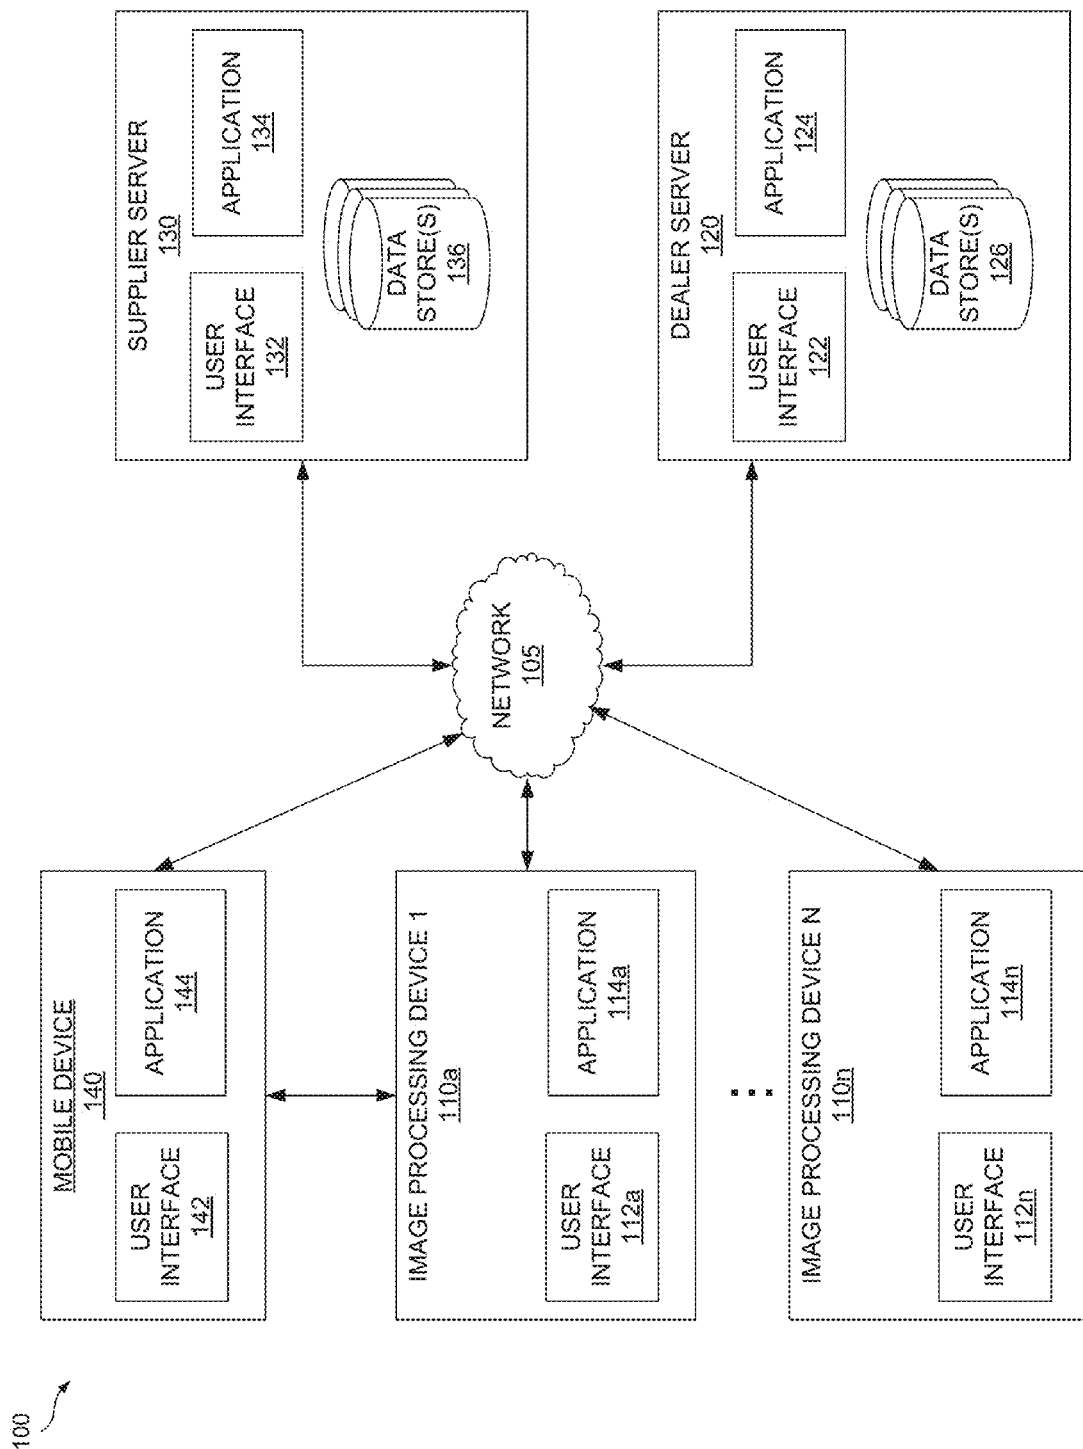 100
MOBILE DEVICE
140
USER
INTERFACE
142
APPLICATION
144
IMAGE PROCESSING DEVICE 1
110a
USER
INTERFACE
112a
APPLICATION
114a
...
IMAGE PROCESSING DEVICE N
110n
USER
INTERFACE
112n
APPLICATION
114n
NETWORK
105
SUPPLIER SERVER
130
USER
INTERFACE
132
APPLICATION
134
DATA
STORE(S)
136
DEALER SERVER
120
USER
INTERFACE
122
APPLICATION
124
DATA
STORE(S)
126